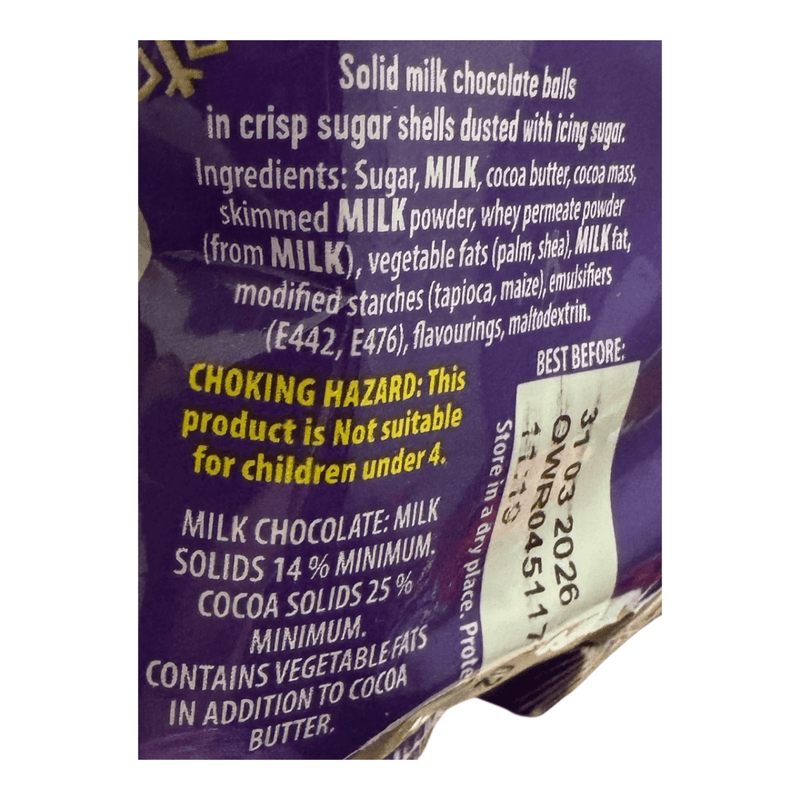 Solid milk chocolate balls
in crisp sugar shells dusted with icing sugar.
Ingredients: Sugar, MILK, cocoa butter, cocoa mass,
skimmed MILK powder, whey permeate powder
(from MILK), vegetable fats (palm, shea), MILK fat,
modified starches (tapioca, maize), emulsifiers
(E442, E476), flavourings, maltodextrin.
CHOKING HAZARD: This
product is Not suitable
for children under 4.
MILK CHOCOLATE: MILK
SOLIDS 14 % MINIMUM.
COCOA SOLIDS 25 %
MINIMUM.
CONTAINS VEGETABLE FATS
IN ADDITION TO COCOA
BUTTER.
BEST BEFORE:
31 03 2026
@WR045117
11:19
Store in a dry place. Prote